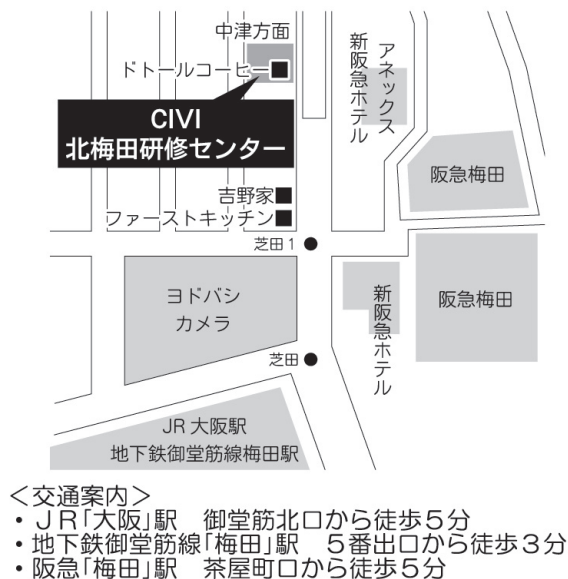 中津方面
ドトールコーヒー
CIVI
北梅田研修センター
新阪急ホテル
アネックス
阪急梅田
吉野家
ファーストキッチン
芝田1
ヨドバシ
カメラ
新阪急ホテル
阪急梅田
芝田
JR大阪駅
地下鉄御堂筋線梅田駅
＜交通案内＞
・ＪＲ「大阪」駅　御堂筋北口から徒歩５分
・地下鉄御堂筋線「梅田」駅　５番出口から徒歩３分
・阪急「梅田」駅　茶屋町口から徒歩５分